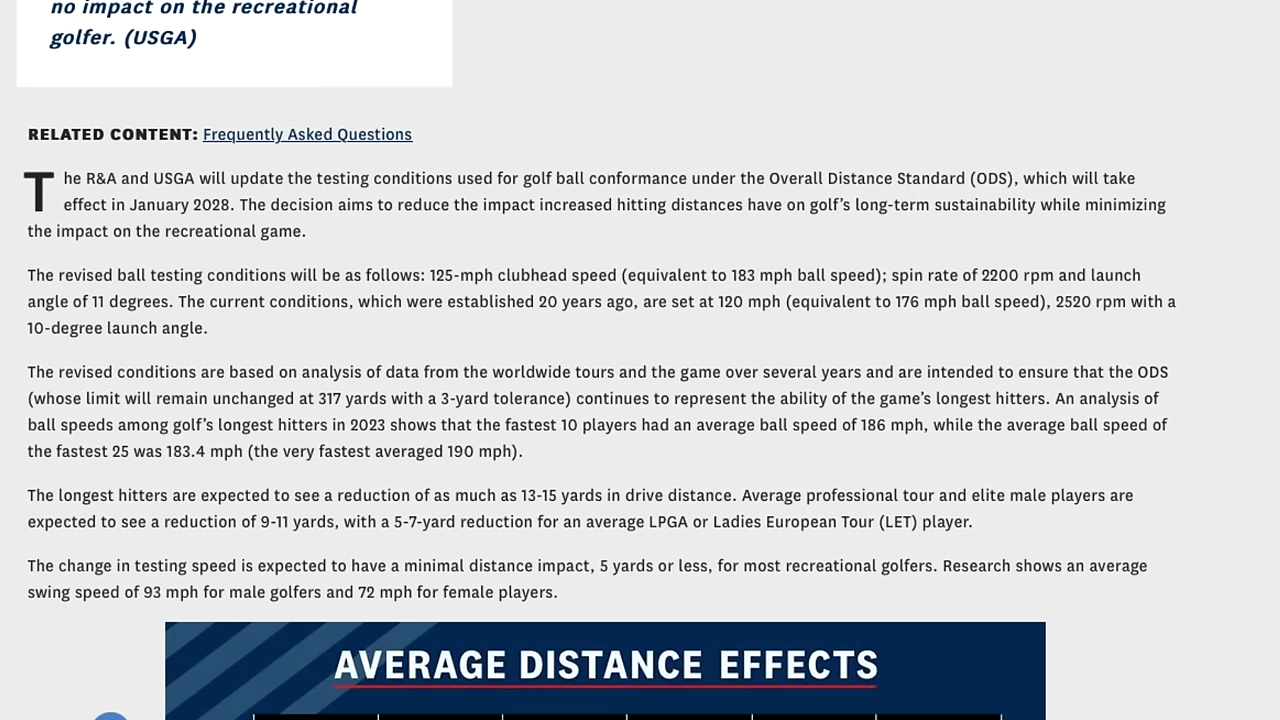 no impact on the recreational
golfer. (USGA)
RELATED CONTENT: Frequently Asked Questions
The R&A and USGA will update the testing conditions used for golf ball conformance under the Overall Distance Standard (ODS), which will take
effect in January 2028. The decision aims to reduce the impact increased hitting distances have on golf’s long-term sustainability while minimizing
the impact on the recreational game.
The revised ball testing conditions will be as follows: 125-mph clubhead speed (equivalent to 183 mph ball speed); spin rate of 2200 rpm and launch
angle of 11 degrees. The current conditions, which were established 20 years ago, are set at 120 mph (equivalent to 176 mph ball speed), 2520 rpm with a
10-degree launch angle.
The revised conditions are based on analysis of data from the worldwide tours and the game over several years and are intended to ensure that the ODS
(whose limit will remain unchanged at 317 yards with a 3-yard tolerance) continues to represent the ability of the game’s longest hitters. An analysis of
ball speeds among golf’s longest hitters in 2023 shows that the fastest 10 players had an average ball speed of 186 mph, while the average ball speed of
the fastest 25 was 183.4 mph (the very fastest averaged 190 mph).
The longest hitters are expected to see a reduction of as much as 13-15 yards in drive distance. Average professional tour and elite male players are
expected to see a reduction of 9-11 yards, with a 5-7-yard reduction for an average LPGA or Ladies European Tour (LET) player.
The change in testing speed is expected to have a minimal distance impact, 5 yards or less, for most recreational golfers. Research shows an average
swing speed of 93 mph for male golfers and 72 mph for female players.
AVERAGE DISTANCE EFFECTS